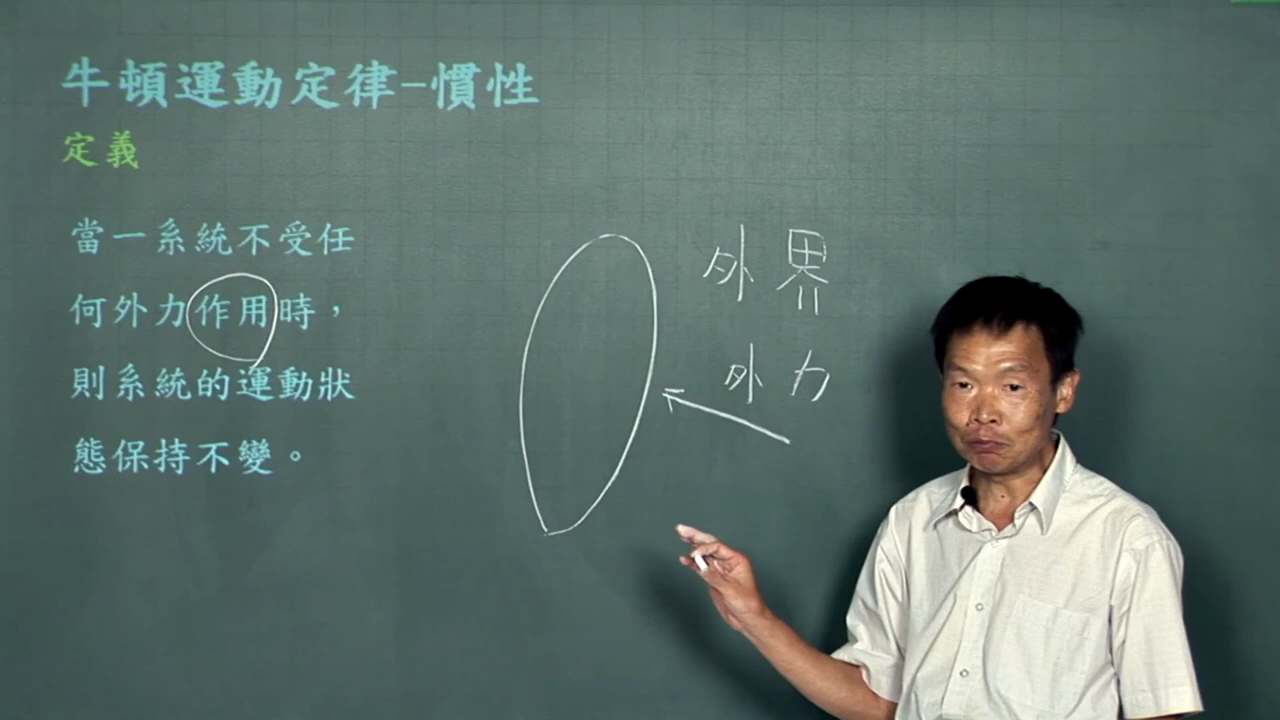 牛頓運動定律-慣性
定義
當一系統不受任
何外力作用時，
則系統的運動狀
態保持不變。
外界
外力